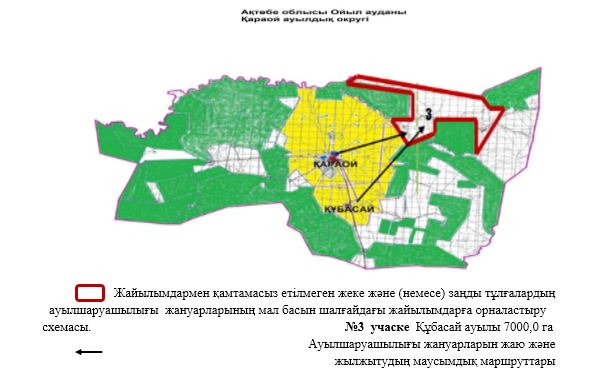 Ақтөбе облысы Ойыл ауданы
Қараой ауылдық округі
3
ҚАРАОЙ
ҚҰБАСАЙ
Жайылымдармен қамтамасыз етілмеген жеке және (немесе) заңды тұлғалардың
ауылшаруашылығы жануарларының мал басын шалғайдағы жайылымдарға орналастыру
схемасы. №3 учаске Құбасай ауылы 7000,0 га
Ауылшаруашылығы жануарларын жаю және
жылжытудың маусымдық маршруттары